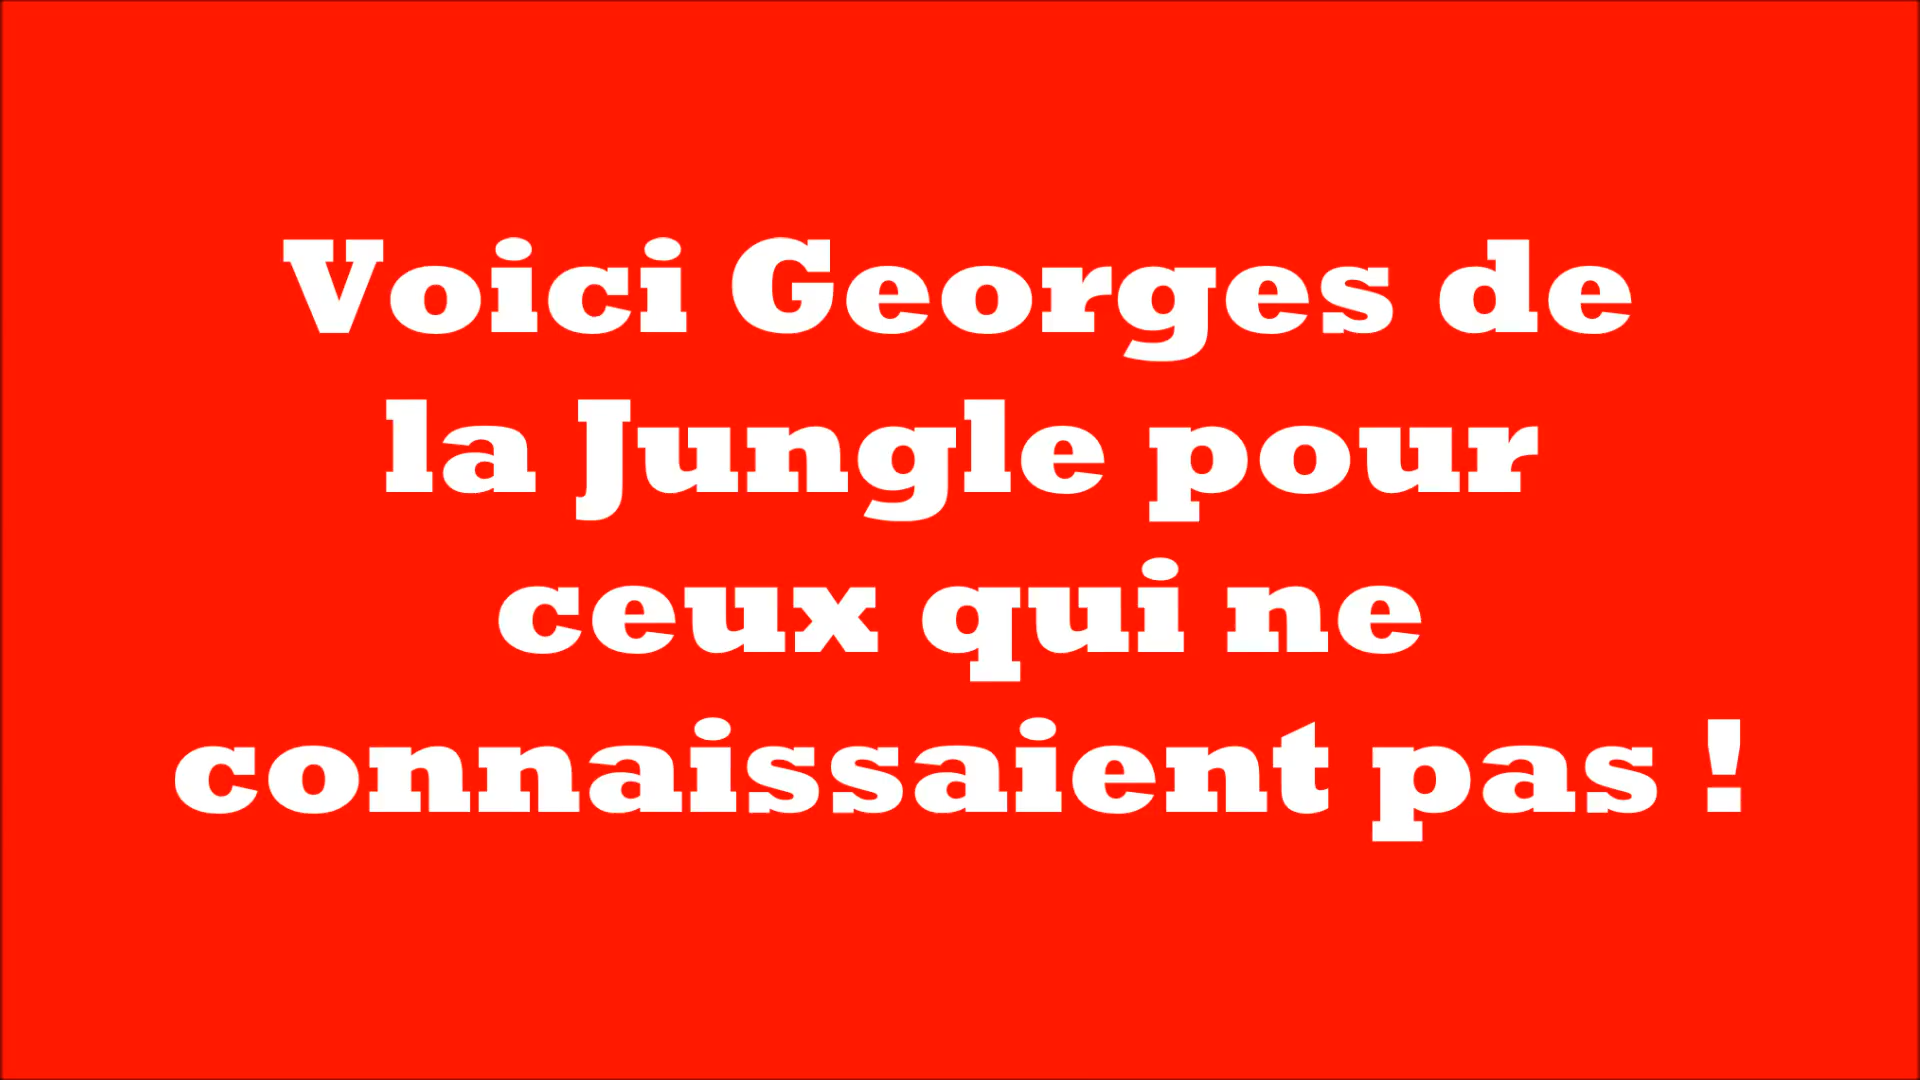 Voici Georges de
la Jungle pour
ceux qui ne
connaissaient pas !